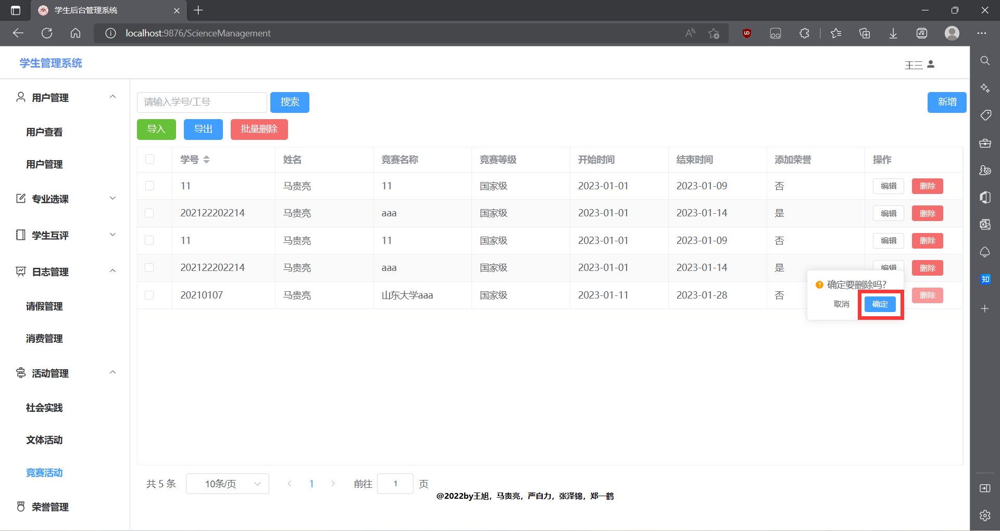 学生后台管理系统
localhost:9876/ScienceManagement
学生管理系统
王三
用户管理
用户查看
用户管理
专业选课
学生互评
日志管理
请假管理
消费管理
活动管理
社会实践
文体活动
竞赛活动
荣誉管理
请输入学号/工号 搜索 新增
导入 导出 批量删除
学号 姓名 竞赛名称 竞赛等级 开始时间 结束时间 添加荣誉 操作
11 马贵亮 11 国家级 2023-01-01 2023-01-09 否 编辑 删除
202122202214 马贵亮 aaa 国家级 2023-01-01 2023-01-14 是 编辑 删除
11 马贵亮 11 国家级 2023-01-01 2023-01-09 否 编辑 删除
202122202214 马贵亮 aaa 国家级 2023-01-01 2023-01-14 是 编辑 删除
20210107 马贵亮 山东大学aaa 国家级 2023-01-11 2023-01-28 否 删除
确定要删除吗?
取消 确定
共 5 条 10条/页 1 前往 1 页
@2022by王旭，马贵亮，严自力，张泽锦，郑一鹤
知